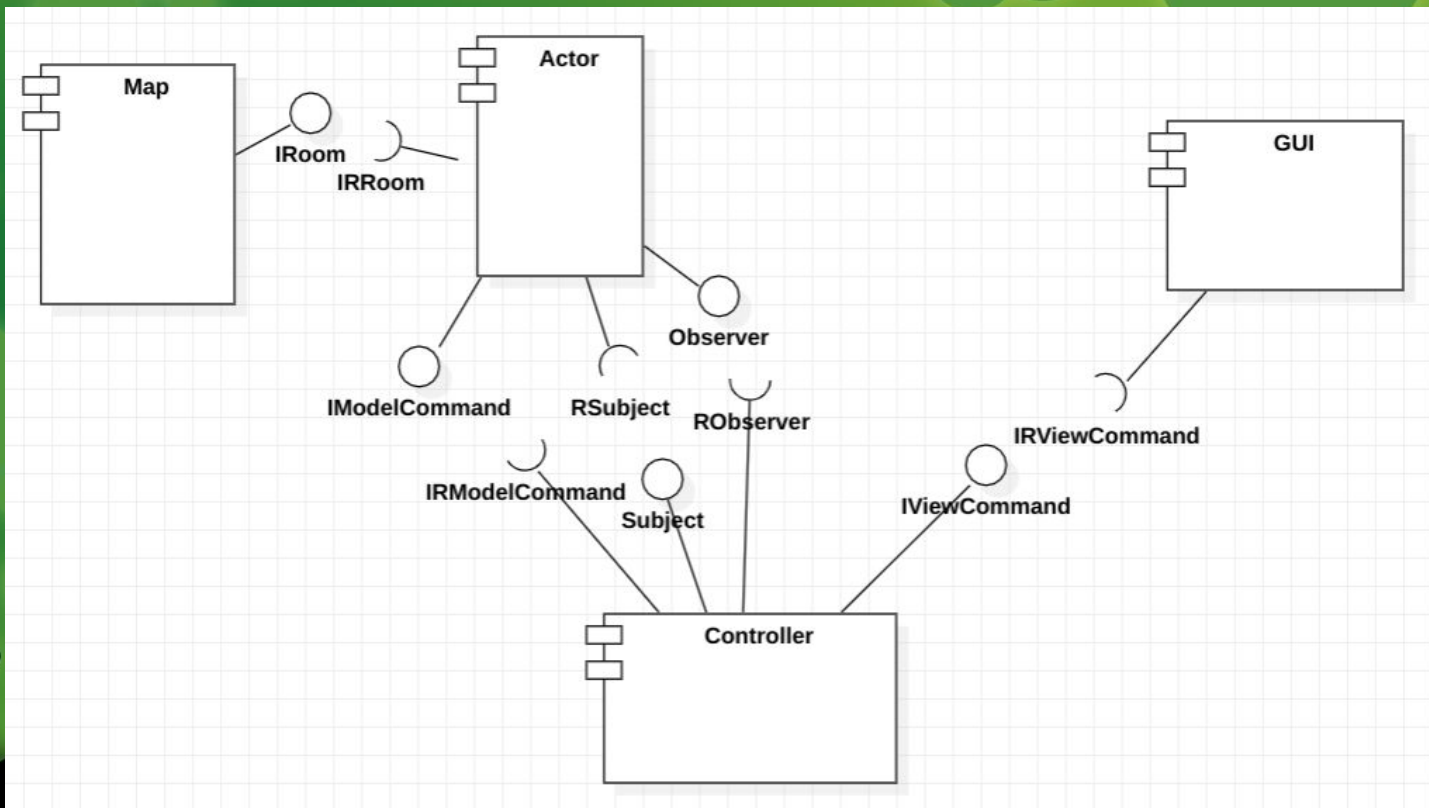 Actor
Map
GUI
IRoom
IRRoom
Observer
IModelCommand
RSubject
RObserver
IRViewCommand
IRModelCommand
IViewCommand
Subject
Controller